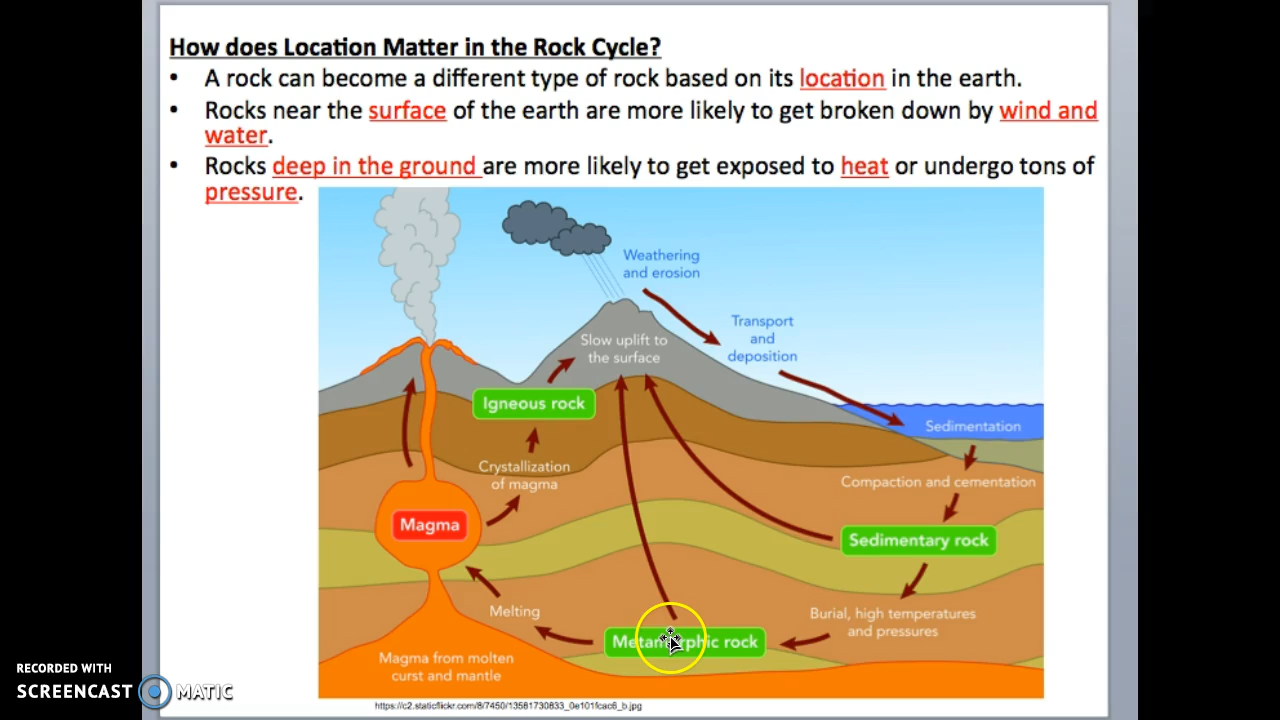 How does Location Matter in the Rock Cycle?
• A rock can become a different type of rock based on its location in the earth.
• Rocks near the surface of the earth are more likely to get broken down by wind and
water.
• Rocks deep in the ground are more likely to get exposed to heat or undergo tons of
pressure.
Weathering
and erosion
Transport
and
deposition
Slow uplift to
the surface
Igneous rock
Sedimentation
Crystallization
of magma
Compaction and cementation
Magma
Sedimentary rock
Melting
Burial, high temperatures
and pressures
Metamorphic rock
Magma from molten
curst and mantle
RECORDED WITH
SCREENCAST MATIC
https://c2.staticflickr.com/8/7450/13581730833_0e101fcac6_b.jpg